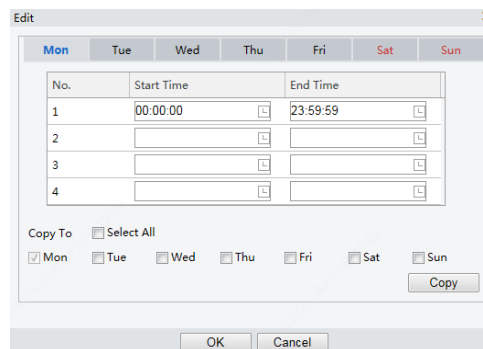 Edit
Mon Tue Wed Thu Fri Sat Sun
No. Start Time End Time
1 00:00:00 23:59:59
2
3
4
Copy To Select All
Mon Tue Wed Thu Fri Sat Sun
Copy
OK Cancel